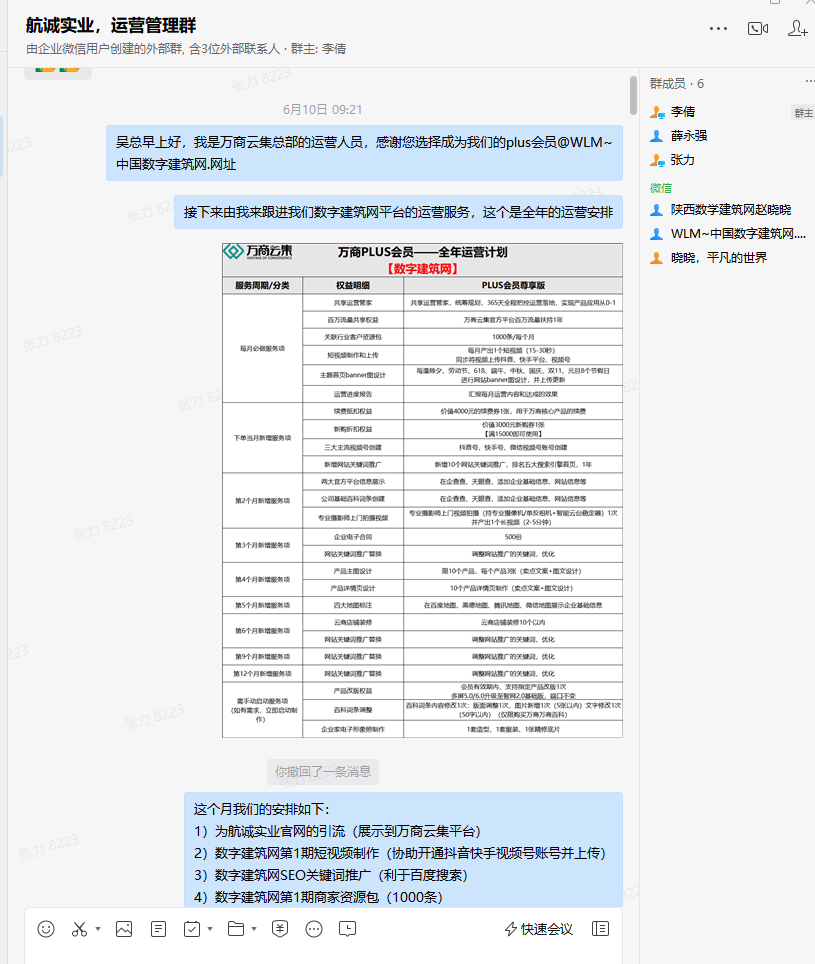 航诚实业，运营管理群
由企业微信用户创建的外部群, 含3位外部联系人 · 群主: 李倩
6月10日 09:21
吴总早上好，我是万商云集总部的运营人员，感谢您选择成为我们的plus会员@WLM~
中国数字建筑网.网址
接下来由我来跟进我们数字建筑网平台的运营服务，这个是全年的运营安排
万商云集
万商PLUS会员——全年运营计划
【数字建筑网】
服务周期/分类 权益明细 PLUS会员尊享版
每月必做服务项
共享运营管家 共享运营管家，统筹规划，365天全程把控运营落地，实现产品应用从0-1
百万流量共享权益 万商云集官方平台百万流量扶持1年
关联行业客户资源包 1000条/每个月
短视频制作和上传 每月产出1个短视频（15-30秒）
同步将视频上传抖音、快手平台、视频号
主题首页banner图设计 每逢除夕、劳动节、618、端午、中秋、国庆、双11、元旦8个节假日
进行网站banner图设计，并上传更新
运营进度报告 汇报每月运营内容和达成的效果
下单当月新增服务项
续费抵扣权益 价值4000元的续费券1张，用于万商核心产品的续费
新购折扣权益 价值3000元新购券1张
【满15000即可使用】
三大主流视频号创建 抖音号、快手号、微信视频号账号创建
新增网站关键词推广 新增10个网站关键词推广，排名五大搜索引擎首页，1年
第2个月新增服务项
两大官方平台信息展示 在企查查、天眼查，添加企业基础信息、网站信息等
公司基础百科词条创建 在企查查、天眼查，添加企业基础信息、网站信息等
专业摄影师上门拍摄视频 专业摄影师上门视频拍摄（持专业摄像机/单反相机+智能云台稳定器）1次
并产出1个长视频（2-5分钟）
第3个月新增服务项
企业电子合同 500份
网站关键词推广替换 调整网站推广的关键词，优化
第4个月新增服务项
产品主图设计 限10个产品，每个产品3张（卖点文案+图文设计）
产品详情页设计 10个产品详情页制作（卖点文案+图文设计）
第5个月新增服务项 四大地图标注 在百度地图、高德地图、腾讯地图、微信地图展示企业基础信息
第6个月新增服务项
云商店铺装修 云商店铺装修10个以内
网站关键词推广替换 调整网站推广的关键词，优化
第9个月新增服务项 网站关键词推广替换 调整网站推广的关键词，优化
第12个月新增服务项 网站关键词推广替换 调整网站推广的关键词，优化
需手动启动服务项
（如有需求，立即启动制
作）
产品改版权益 会员有效期内，支持指定产品改版1次
多屏5.0/6.0升级至智网2.0基础版，端口不变
百科词条调整 百科词条内容修改1次：版面调整1次，图片新增1次（5张以内）文字修改1次
（50字以内）（仅限购买万商万商百科）
企业家电子形象照制作 1套造型、1套服装、1张精修底片
你撤回了一条消息
这个月我们的安排如下：
1）为航诚实业官网的引流（展示到万商云集平台）
2）数字建筑网第1期短视频制作（协助开通抖音快手视频号账号并上传）
3）数字建筑网SEO关键词推广（利于百度搜索）
4）数字建筑网第1期商家资源包（1000条）
快速会议
群成员 · 6
李倩
群主
薛永强
张力
微信
陕西数字建筑网赵晓晓
WLM~中国数字建筑网....
晓晓，平凡的世界
张力 8223
张力 8223
张力 8223
张力 8223
张力 8223
张力 8223